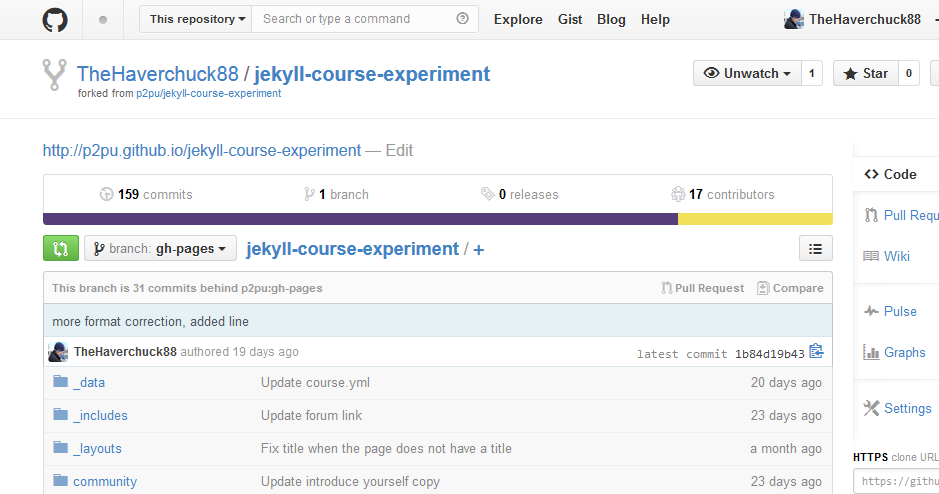 This repository Search or type a command Explore Gist Blog Help TheHaverchuck88
TheHaverchuck88 / jekyll-course-experiment Unwatch 1 Star 0
forked from p2pu/jekyll-course-experiment
http://p2pu.github.io/jekyll-course-experiment — Edit
159 commits 1 branch 0 releases 17 contributors
branch: gh-pages jekyll-course-experiment / +
This branch is 31 commits behind p2pu:gh-pages Pull Request Compare
more format correction, added line
TheHaverchuck88 authored 19 days ago latest commit 1b84d19b43
_data Update course.yml 20 days ago
_includes Update forum link 23 days ago
_layouts Fix title when the page does not have a title a month ago
community Update introduce yourself copy 23 days ago
Code
Pull Requ
Wiki
Pulse
Graphs
Settings
HTTPS clone URL
https://githu